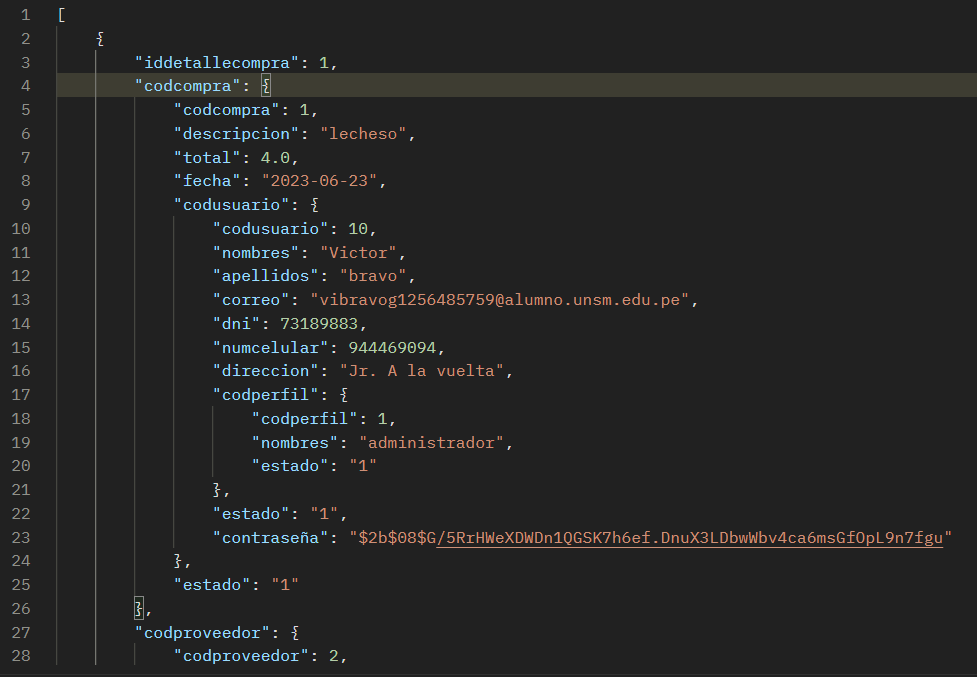 1 [
2 {
3 "iddetallecompra": 1,
4 "codcompra": {
5 "codcompra": 1,
6 "descripcion": "lecheso",
7 "total": 4.0,
8 "fecha": "2023-06-23",
9 "codusuario": {
10 "codusuario": 10,
11 "nombres": "Victor",
12 "apellidos": "bravo",
13 "correo": "vibravog1256485759@alumno.unsm.edu.pe",
14 "dni": 73189883,
15 "numcelular": 944469094,
16 "direccion": "Jr. A la vuelta",
17 "codperfil": {
18 "codperfil": 1,
19 "nombres": "administrador",
20 "estado": "1"
21 },
22 "estado": "1",
23 "contraseña": "$2b$08$G/5RrHWeXDWDn1QGSK7h6ef.DnuX3LDbwWbv4ca6msGfOpL9n7fgu"
24 },
25 "estado": "1"
26 },
27 "codproveedor": {
28 "codproveedor": 2,